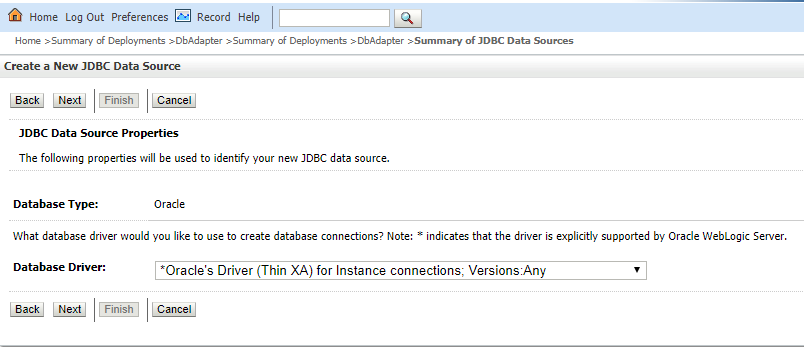 Home Log Out Preferences Record Help
Home >Summary of Deployments >DbAdapter >Summary of Deployments >DbAdapter >Summary of JDBC Data Sources
Create a New JDBC Data Source
Back Next Finish Cancel
JDBC Data Source Properties
The following properties will be used to identify your new JDBC data source.
Database Type: Oracle
What database driver would you like to use to create database connections? Note: * indicates that the driver is explicitly supported by Oracle WebLogic Server.
Database Driver: *Oracle's Driver (Thin XA) for Instance connections; Versions:Any
Back Next Finish Cancel